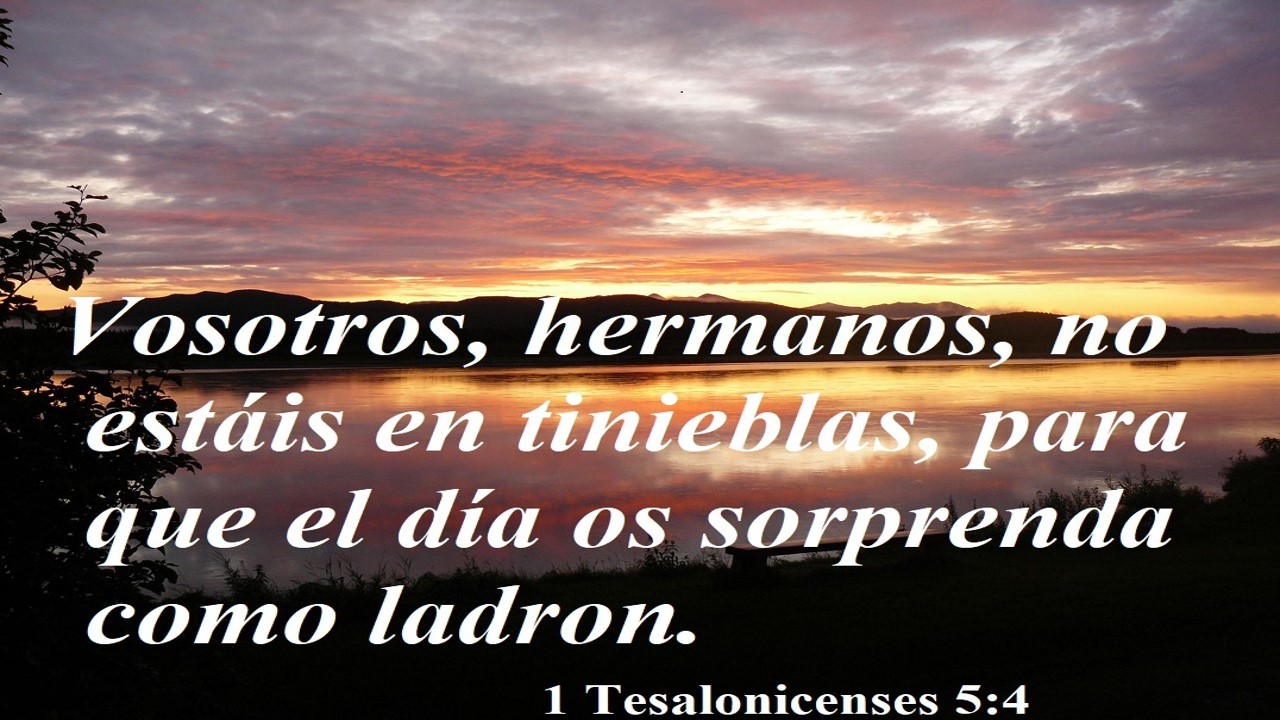 Vosotros, hermanos, no
estáis en tinieblas, para
que el día os sorprenda
como ladron.
1 Tesalonicenses 5:4